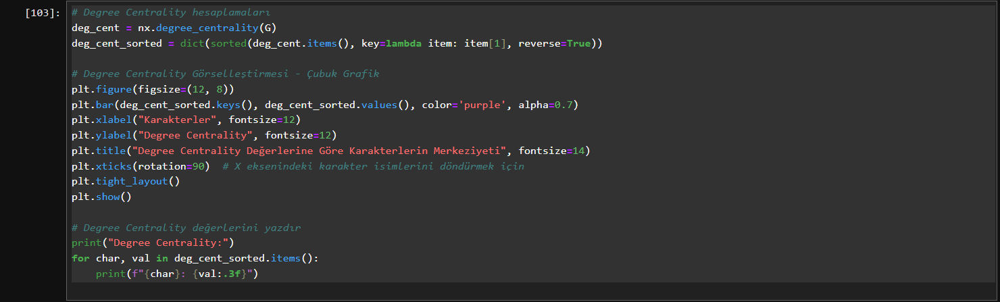 [103]:
# Degree Centrality hesaplamaları
deg_cent = nx.degree_centrality(G)
deg_cent_sorted = dict(sorted(deg_cent.items(), key=lambda item: item[1], reverse=True))
# Degree Centrality Görselleştirmesi - Çubuk Grafik
plt.figure(figsize=(12, 8))
plt.bar(deg_cent_sorted.keys(), deg_cent_sorted.values(), color='purple', alpha=0.7)
plt.xlabel("Karakterler", fontsize=12)
plt.ylabel("Degree Centrality", fontsize=12)
plt.title("Degree Centrality Değerlerine Göre Karakterlerin Merkeziyeti", fontsize=14)
plt.xticks(rotation=90)  # X eksenindeki karakter isimlerini döndürmek için
plt.tight_layout()
plt.show()
# Degree Centrality değerlerini yazdır
print("Degree Centrality:")
for char, val in deg_cent_sorted.items():
    print(f"{char}: {val:.3f}")